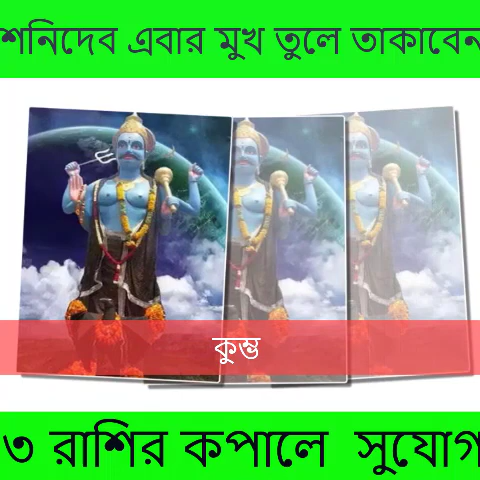 শনিদেব এবার মুখ তুলে তাকাবেন
কুম্ভ
৩ রাশির কপালে সুযোগ